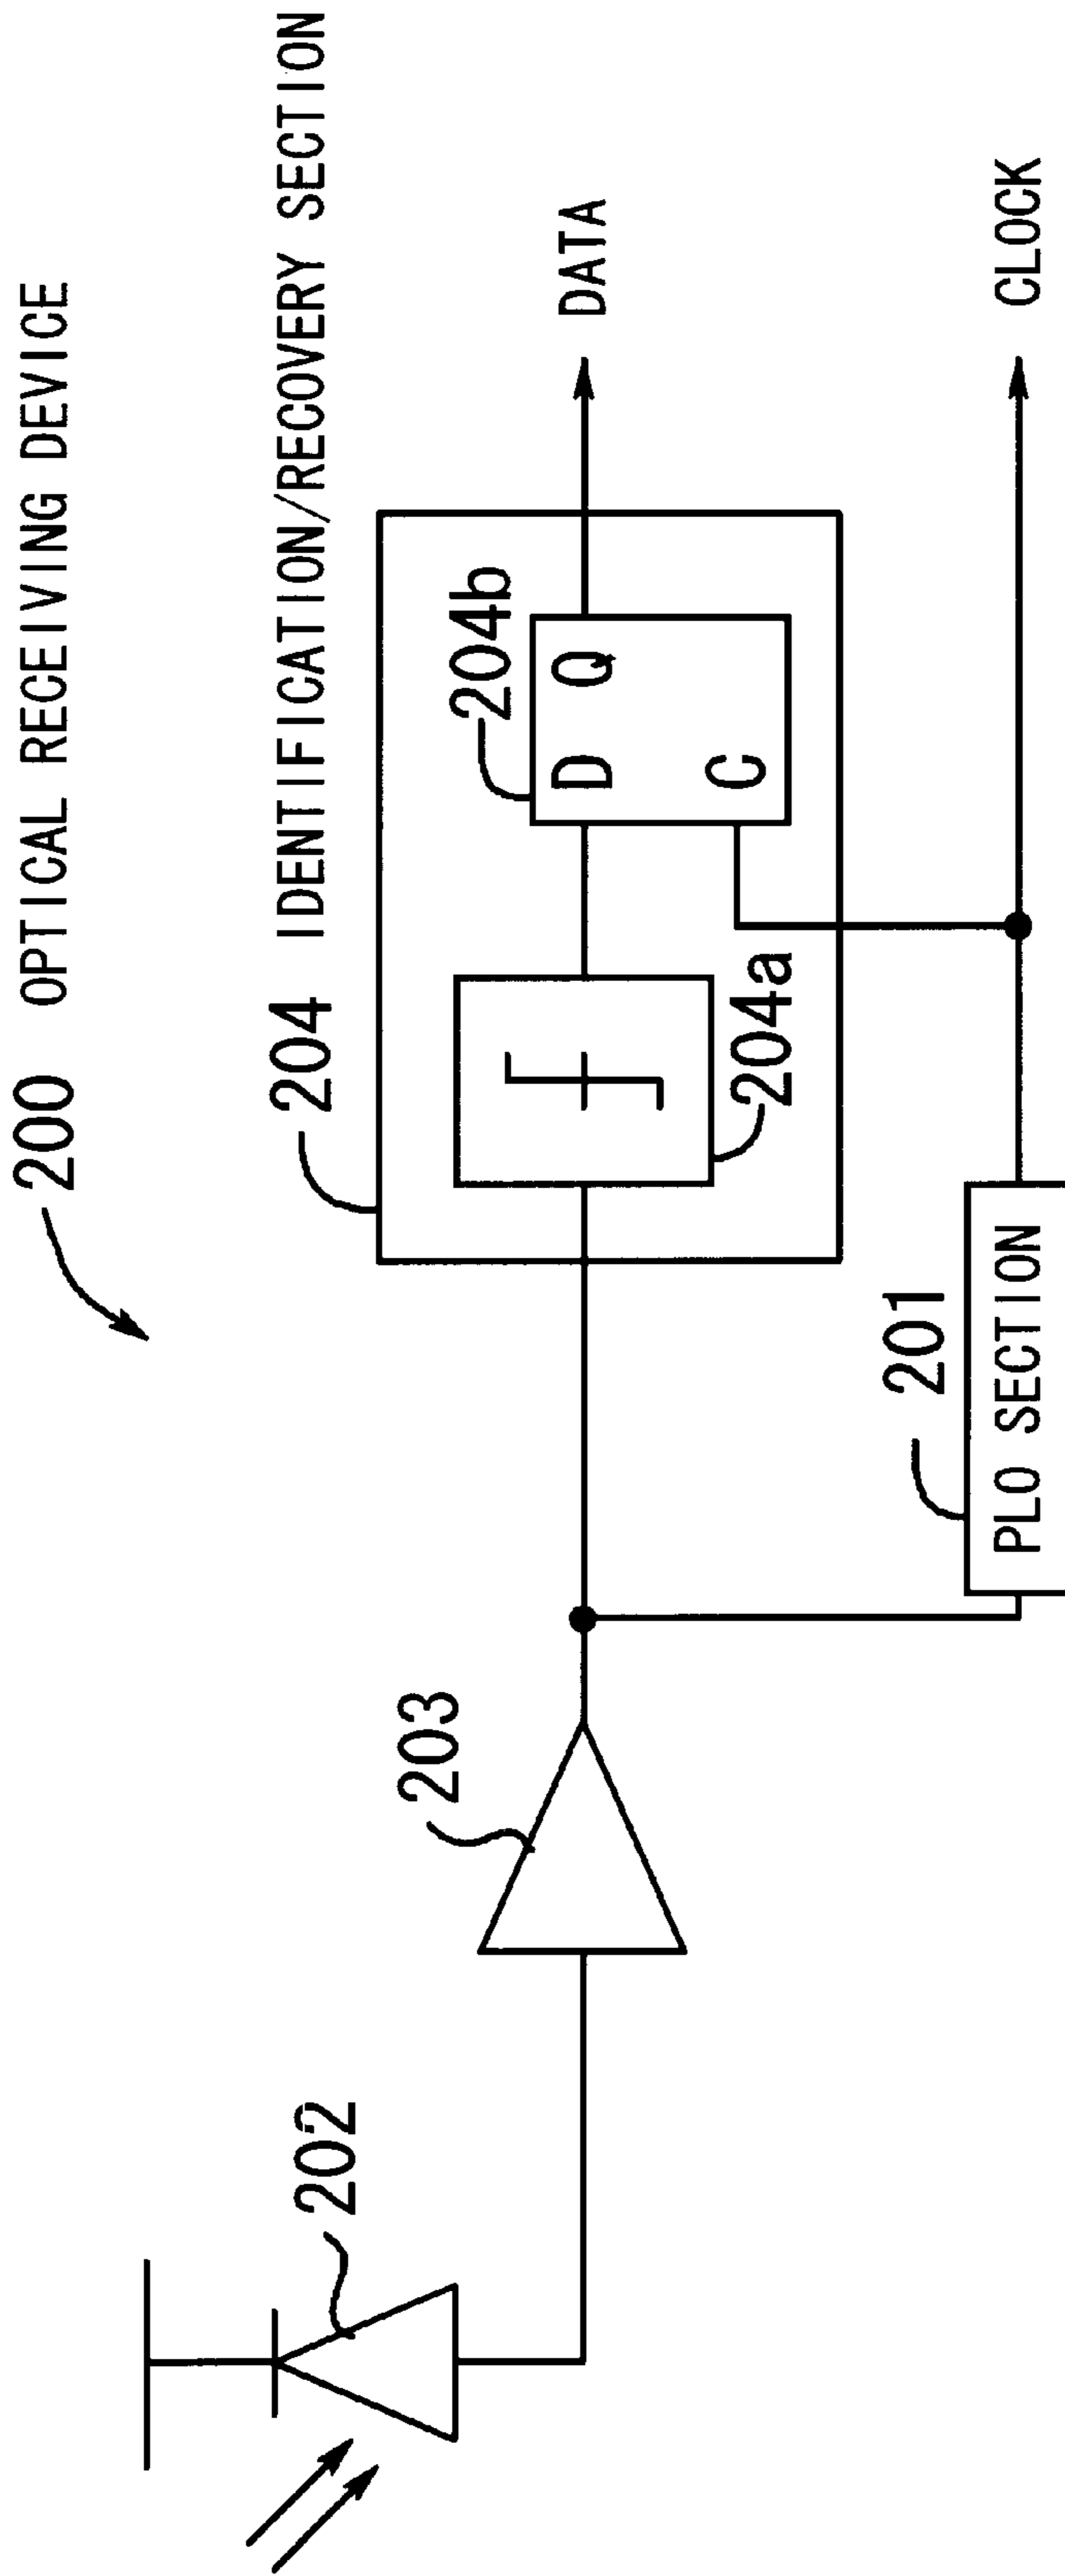 200 OPTICAL RECEIVING DEVICE
204 IDENTIFICATION/RECOVERY SECTION
204b
D Q
C
DATA
204a
202
203
201
PLO SECTION
CLOCK